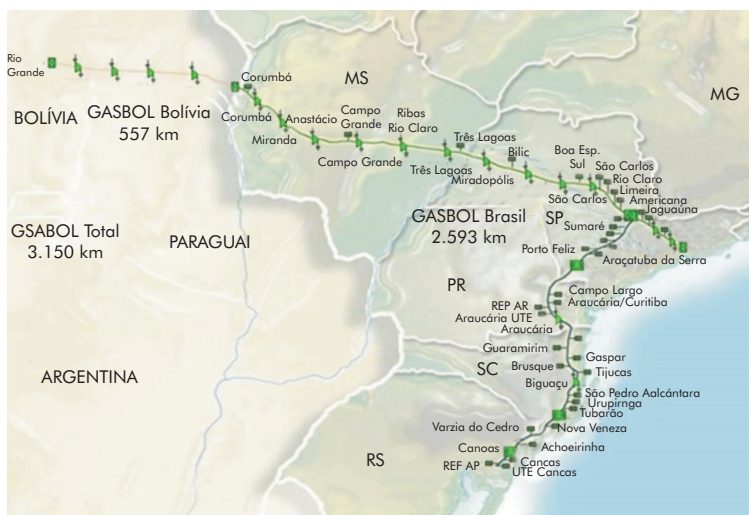 Rio
Grande
Corumbá
MS
MG
BOLÍVIA
GASBOL Bolívia
557 km
Corumbá
Anastácio
Miranda
Campo
Grande
Campo Grande
Ribas
Rio Claro
Três Lagoas
Três Lagoas
Bilic
Miradopólis
Boa Esp.
Sul
São Carlos
São Carlos
Rio Claro
Limeira
Americana
Jaguaúna
GSABOL Total
3.150 km
PARAGUAI
GASBOL Brasil
2.593 km
SP
Sumaré
Porto Feliz
Araçatuba da Serra
PR
Campo Largo
REP AR
Araucária/Curitiba
Araucária UTE
Araucária
Guaramirim
Gaspar
ARGENTINA
SC
Brusque
Tijucas
Biguaçu
São Pedro Aalcántara
Urupirnga
Tubarão
Varzia do Cedro
Nova Veneza
Achoeirinha
RS
Canoas
Cancas
REF AP
UTE Cancas